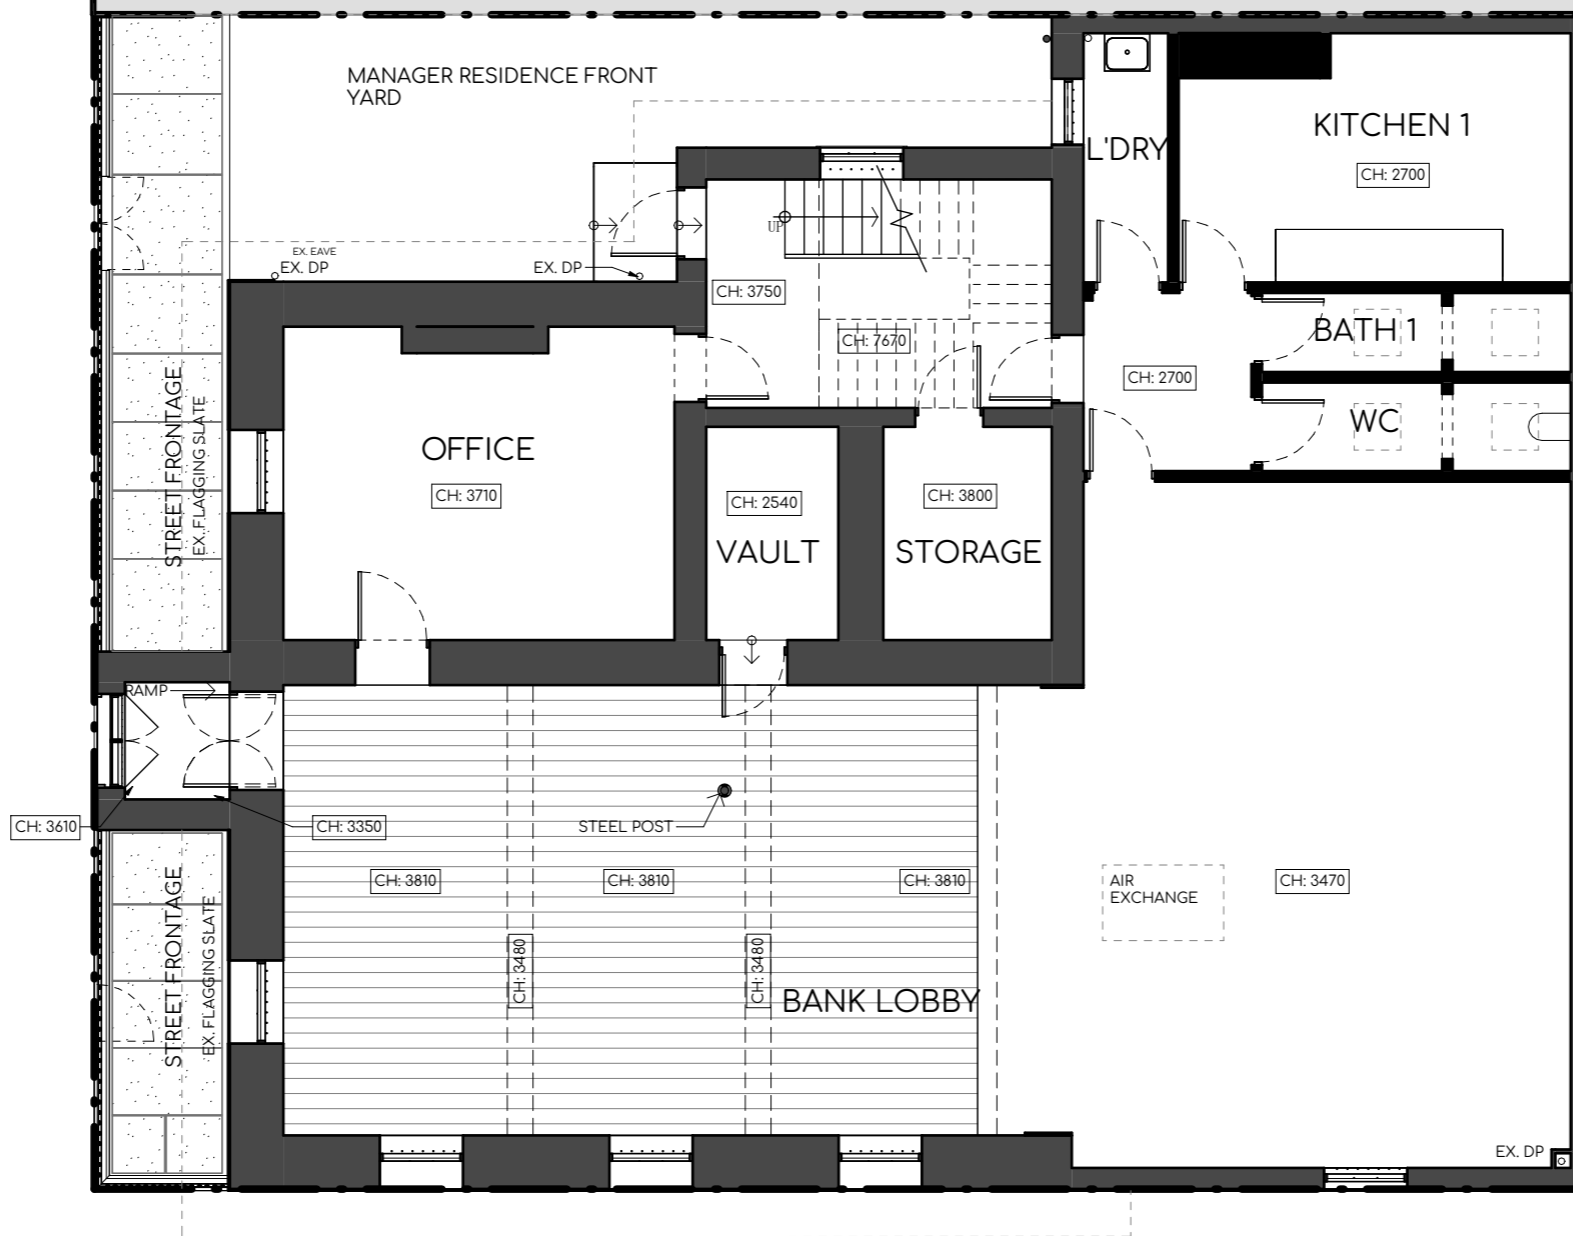 MANAGER RESIDENCE FRONT
YARD
L'DRY
KITCHEN 1
CH: 2700
UP
EX. EAVE
EX. DP
EX. DP
CH: 3750
CH: 7670
BATH 1
CH: 2700
WC
STREET FRONTAGE
EX. FLAGGING SLATE
OFFICE
CH: 3710
CH: 2540
VAULT
CH: 3800
STORAGE
RAMP
CH: 3610
CH: 3350
STEEL POST
CH: 3810
CH: 3810
CH: 3810
AIR
EXCHANGE
CH: 3470
STREET FRONTAGE
EX. FLAGGING SLATE
CH: 3480
CH: 3480
BANK LOBBY
EX. DP